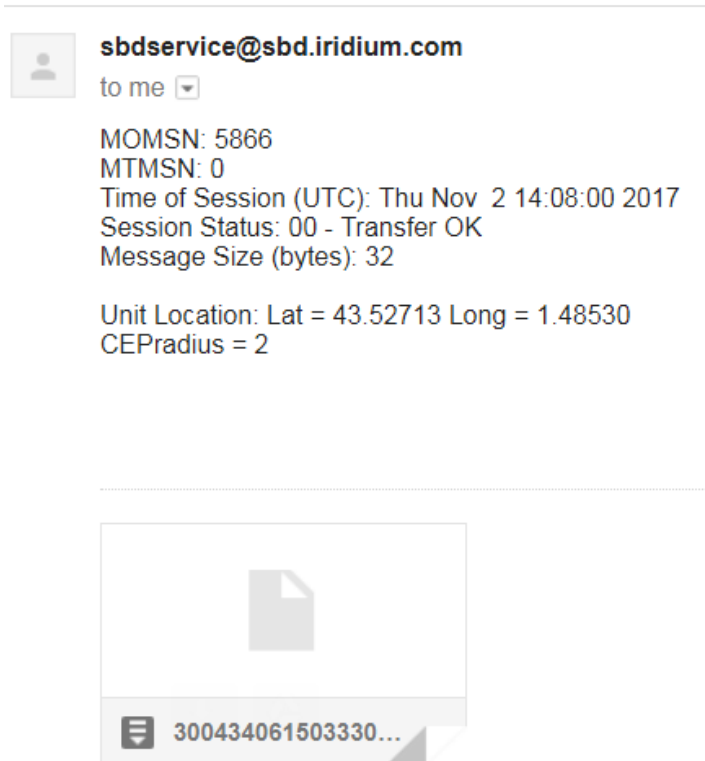 sbdservice@sbd.iridium.com
to me
MOMSN: 5866
MTMSN: 0
Time of Session (UTC): Thu Nov  2 14:08:00 2017
Session Status: 00 - Transfer OK
Message Size (bytes): 32
Unit Location: Lat = 43.52713 Long = 1.48530
CEPradius = 2
300434061503330...